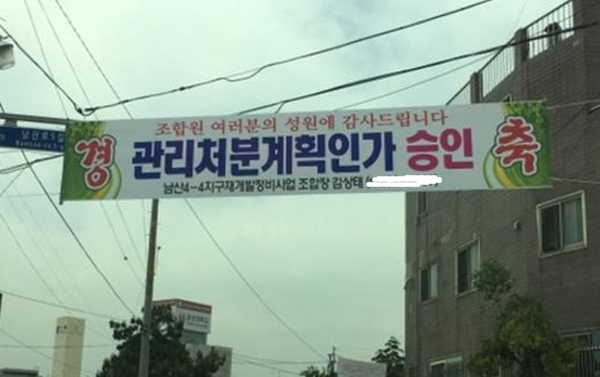 조합원 여러분의 성원에 감사드립니다
경 관리처분계획인가 승인 축
남산4-4지구재개발정비사업 조합장 김상태